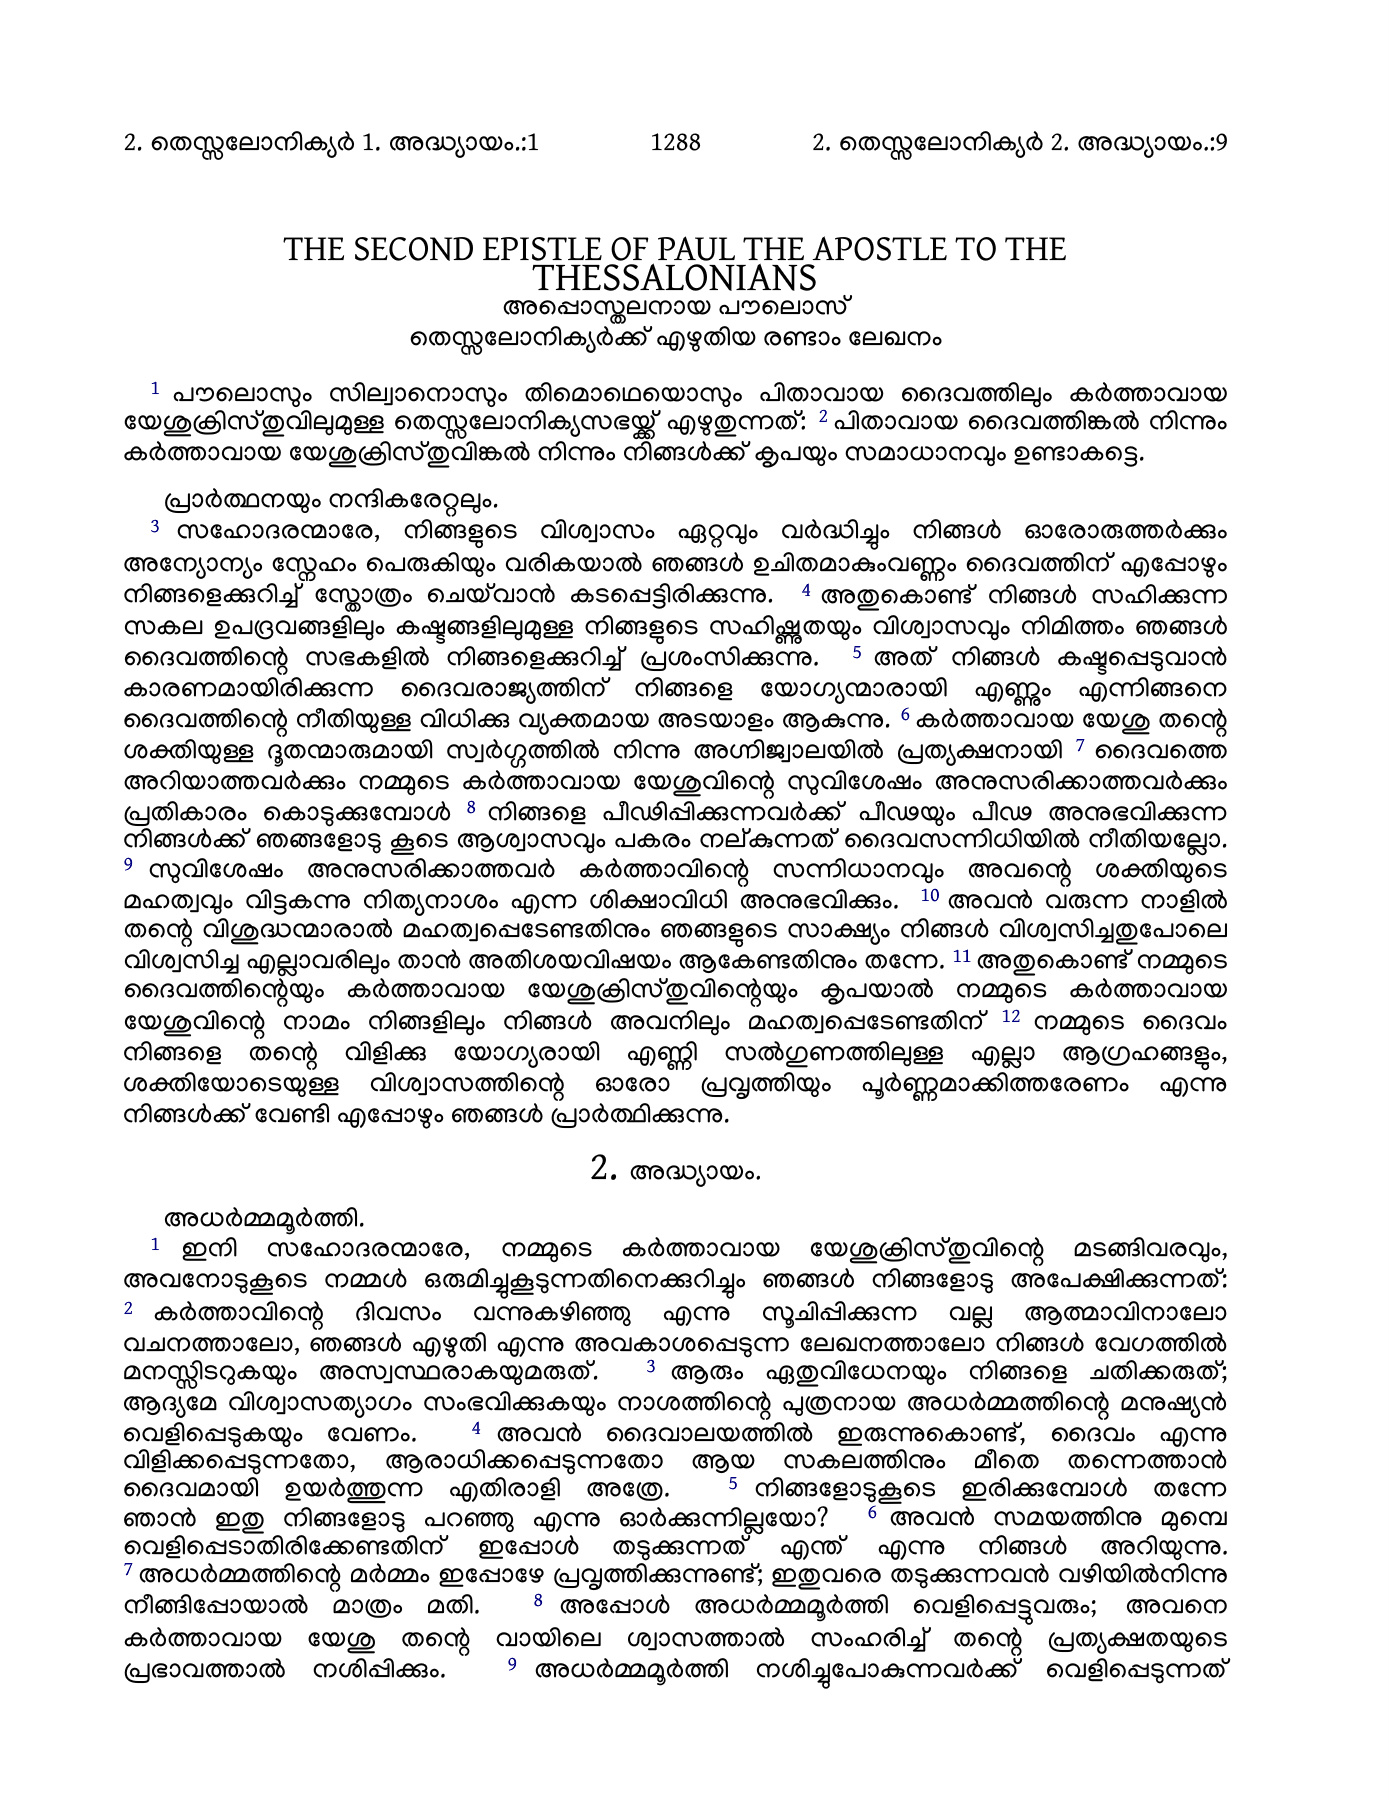 2. തെസ്സലോനിക്യർ 1. അദ്ധ്യായം.:1 1288 2. തെസ്സലോനിക്യർ 2. അദ്ധ്യായം.:9
THE SECOND EPISTLE OF PAUL THE APOSTLE TO THE
THESSALONIANS
അപ്പൊസ്തലനായ പൗലൊസ്
തെസ്സലോനിക്യർക്ക് എഴുതിയ രണ്ടാം ലേഖനം
1 പൗലൊസും സില്വാനൊസും തിമൊഥെയൊസും പിതാവായ ദൈവത്തിലും കർത്താവായ
യേശുക്രിസ്തുവിലുമുള്ള തെസ്സലോനിക്യസഭയ്ക്ക് എഴുതുന്നത്: 2 പിതാവായ ദൈവത്തിങ്കൽ നിന്നും
കർത്താവായ യേശുക്രിസ്തുവിങ്കൽ നിന്നും നിങ്ങൾക്ക് കൃപയും സമാധാനവും ഉണ്ടാകട്ടെ.
പ്രാർത്ഥനയും നന്ദികരേറ്റലും.
3 സഹോദരന്മാരേ, നിങ്ങളുടെ വിശ്വാസം ഏറ്റവും വർദ്ധിച്ചും നിങ്ങൾ ഓരോരുത്തർക്കും
അന്യോന്യം സ്നേഹം പെരുകിയും വരികയാൽ ഞങ്ങൾ ഉചിതമാകുംവണ്ണം ദൈവത്തിന് എപ്പോഴും
നിങ്ങളെക്കുറിച്ച് സ്തോത്രം ചെയ്‌വാൻ കടപ്പെട്ടിരിക്കുന്നു. 4 അതുകൊണ്ട് നിങ്ങൾ സഹിക്കുന്ന
സകല ഉപദ്രവങ്ങളിലും കഷ്ടങ്ങളിലുമുള്ള നിങ്ങളുടെ സഹിഷ്ണുതയും വിശ്വാസവും നിമിത്തം ഞങ്ങൾ
ദൈവത്തിന്റെ സഭകളിൽ നിങ്ങളെക്കുറിച്ച് പ്രശംസിക്കുന്നു. 5 അത് നിങ്ങൾ കഷ്ടപ്പെടുവാൻ
കാരണമായിരിക്കുന്ന ദൈവരാജ്യത്തിന് നിങ്ങളെ യോഗ്യന്മാരായി എണ്ണും എന്നിങ്ങനെ
ദൈവത്തിന്റെ നീതിയുള്ള വിധിക്കു വ്യക്തമായ അടയാളം ആകുന്നു. 6 കർത്താവായ യേശു തന്റെ
ശക്തിയുള്ള ദൂതന്മാരുമായി സ്വർഗ്ഗത്തിൽ നിന്നു അഗ്നിജ്വാലയിൽ പ്രത്യക്ഷനായി 7 ദൈവത്തെ
അറിയാത്തവർക്കും നമ്മുടെ കർത്താവായ യേശുവിന്റെ സുവിശേഷം അനുസരിക്കാത്തവർക്കും
പ്രതികാരം കൊടുക്കുമ്പോൾ 8 നിങ്ങളെ പീഢിപ്പിക്കുന്നവർക്ക് പീഢയും പീഢ അനുഭവിക്കുന്ന
നിങ്ങൾക്ക് ഞങ്ങളോടു കൂടെ ആശ്വാസവും പകരം നല്കുന്നത് ദൈവസന്നിധിയിൽ നീതിയല്ലോ.
9 സുവിശേഷം അനുസരിക്കാത്തവർ കർത്താവിന്റെ സന്നിധാനവും അവന്റെ ശക്തിയുടെ
മഹത്വവും വിട്ടകന്നു നിത്യനാശം എന്ന ശിക്ഷാവിധി അനുഭവിക്കും. 10 അവൻ വരുന്ന നാളിൽ
തന്റെ വിശുദ്ധന്മാരാൽ മഹത്വപ്പെടേണ്ടതിനും ഞങ്ങളുടെ സാക്ഷ്യം നിങ്ങൾ വിശ്വസിച്ചതുപോലെ
വിശ്വസിച്ച എല്ലാവരിലും താൻ അതിശയവിഷയം ആകേണ്ടതിനും തന്നേ. 11 അതുകൊണ്ട് നമ്മുടെ
ദൈവത്തിന്റെയും കർത്താവായ യേശുക്രിസ്തുവിന്റെയും കൃപയാൽ നമ്മുടെ കർത്താവായ
യേശുവിന്റെ നാമം നിങ്ങളിലും നിങ്ങൾ അവനിലും മഹത്വപ്പെടേണ്ടതിന് 12 നമ്മുടെ ദൈവം
നിങ്ങളെ തന്റെ വിളിക്കു യോഗ്യരായി എണ്ണി സൽഗുണത്തിലുള്ള എല്ലാ ആഗ്രഹങ്ങളും,
ശക്തിയോടെയുള്ള വിശ്വാസത്തിന്റെ ഓരോ പ്രവൃത്തിയും പൂർണ്ണമാക്കിത്തരേണം എന്നു
നിങ്ങൾക്ക് വേണ്ടി എപ്പോഴും ഞങ്ങൾ പ്രാർത്ഥിക്കുന്നു.
2. അദ്ധ്യായം.
അധർമ്മമൂർത്തി.
1 ഇനി സഹോദരന്മാരേ, നമ്മുടെ കർത്താവായ യേശുക്രിസ്തുവിന്റെ മടങ്ങിവരവും,
അവനോടുകൂടെ നമ്മൾ ഒരുമിച്ചുകൂടുന്നതിനെക്കുറിച്ചും ഞങ്ങൾ നിങ്ങളോടു അപേക്ഷിക്കുന്നത്:
2 കർത്താവിന്റെ ദിവസം വന്നുകഴിഞ്ഞു എന്നു സൂചിപ്പിക്കുന്ന വല്ല ആത്മാവിനാലോ
വചനത്താലോ, ഞങ്ങൾ എഴുതി എന്നു അവകാശപ്പെടുന്ന ലേഖനത്താലോ നിങ്ങൾ വേഗത്തിൽ
മനസ്സിടറുകയും അസ്വസ്ഥരാകയുമരുത്. 3 ആരും ഏതുവിധേനയും നിങ്ങളെ ചതിക്കരുത്;
ആദ്യമേ വിശ്വാസത്യാഗം സംഭവിക്കുകയും നാശത്തിന്റെ പുത്രനായ അധർമ്മത്തിന്റെ മനുഷ്യൻ
വെളിപ്പെടുകയും വേണം. 4 അവൻ ദൈവാലയത്തിൽ ഇരുന്നുകൊണ്ട്, ദൈവം എന്നു
വിളിക്കപ്പെടുന്നതോ, ആരാധിക്കപ്പെടുന്നതോ ആയ സകലത്തിനും മീതെ തന്നെത്താൻ
ദൈവമായി ഉയർത്തുന്ന എതിരാളി അത്രേ. 5 നിങ്ങളോടുകൂടെ ഇരിക്കുമ്പോൾ തന്നേ
ഞാൻ ഇതു നിങ്ങളോടു പറഞ്ഞു എന്നു ഓർക്കുന്നില്ലയോ? 6 അവൻ സമയത്തിനു മുമ്പെ
വെളിപ്പെടാതിരിക്കേണ്ടതിന് ഇപ്പോൾ തടുക്കുന്നത് എന്ത് എന്നു നിങ്ങൾ അറിയുന്നു.
7 അധർമ്മത്തിന്റെ മർമ്മം ഇപ്പോഴേ പ്രവൃത്തിക്കുന്നുണ്ട്; ഇതുവരെ തടുക്കുന്നവൻ വഴിയിൽനിന്നു
നീങ്ങിപ്പോയാൽ മാത്രം മതി. 8 അപ്പോൾ അധർമ്മമൂർത്തി വെളിപ്പെട്ടുവരും; അവനെ
കർത്താവായ യേശു തന്റെ വായിലെ ശ്വാസത്താൽ സംഹരിച്ച് തന്റെ പ്രത്യക്ഷതയുടെ
പ്രഭാവത്താൽ നശിപ്പിക്കും. 9 അധർമ്മമൂർത്തി നശിച്ചുപോകുന്നവർക്ക് വെളിപ്പെടുന്നത്